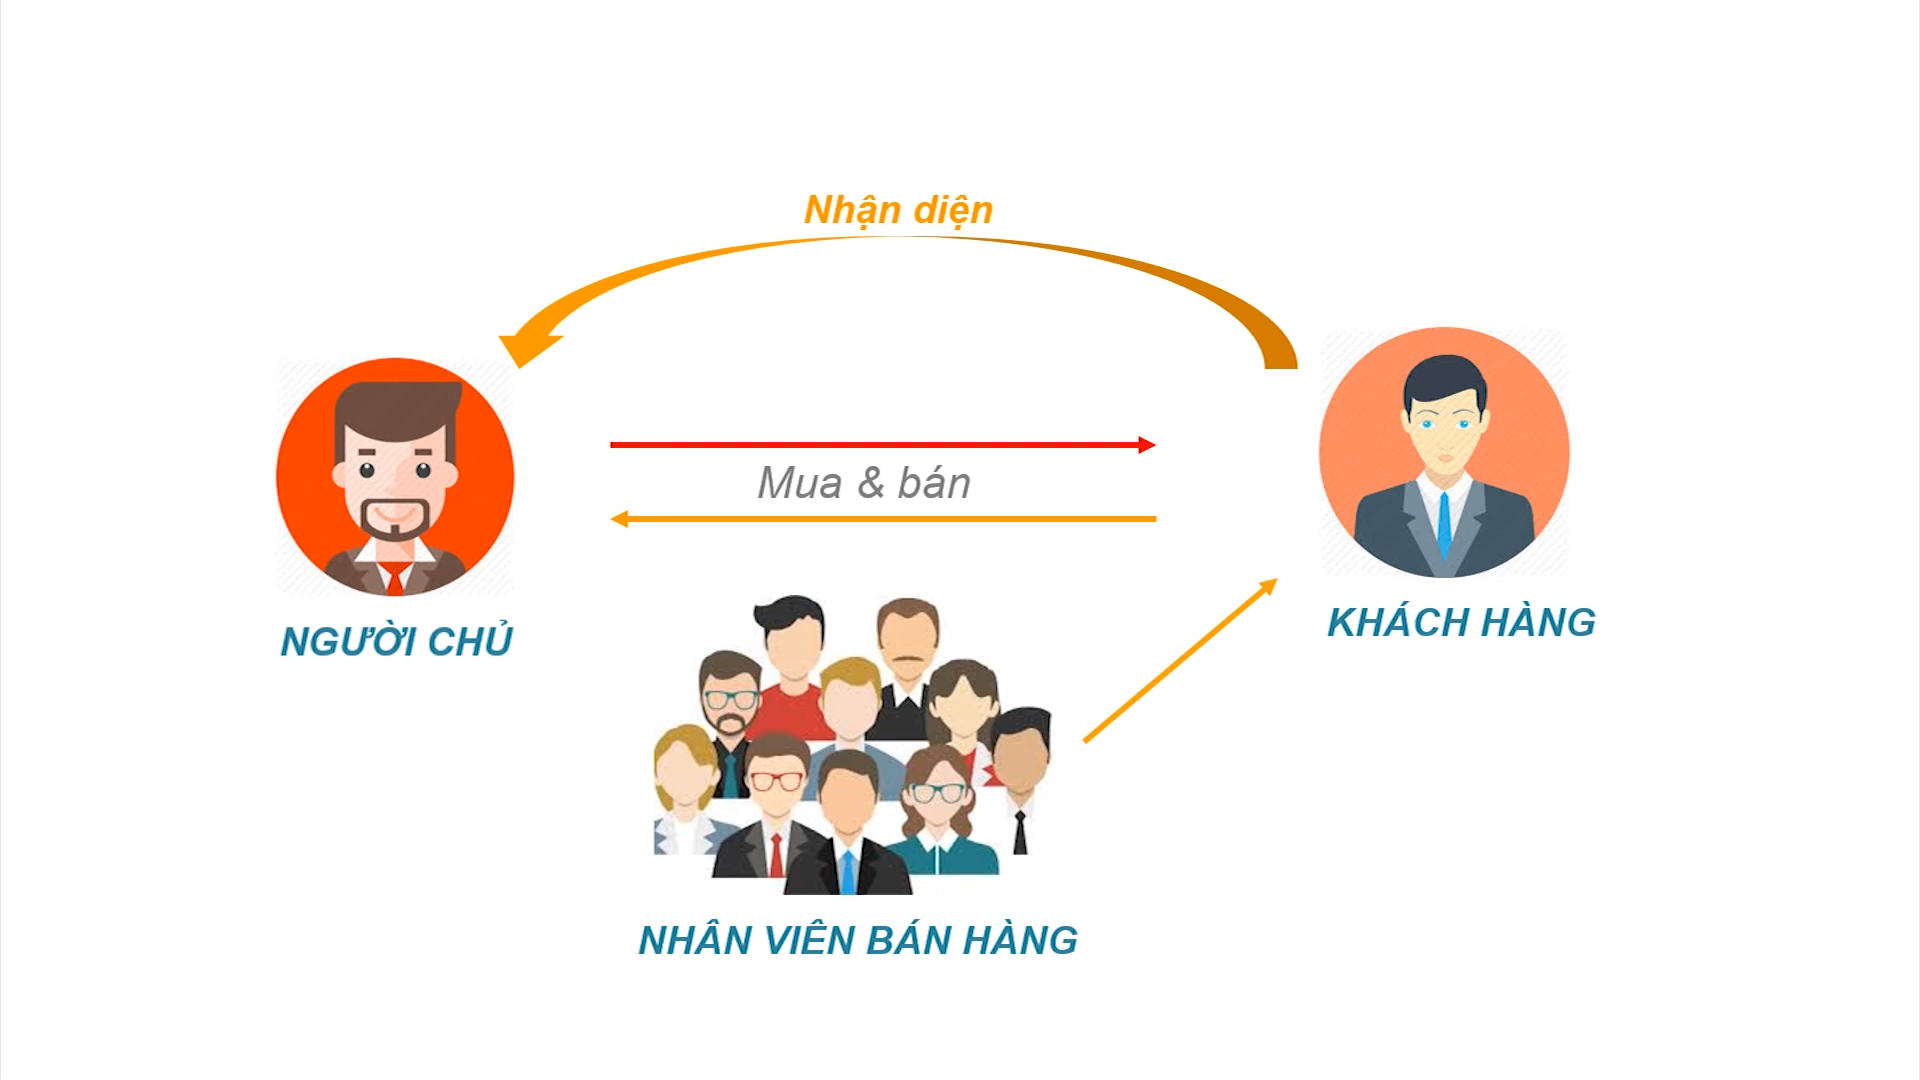 Nhận diện
Mua & bán
NGƯỜI CHỦ
KHÁCH HÀNG
NHÂN VIÊN BÁN HÀNG